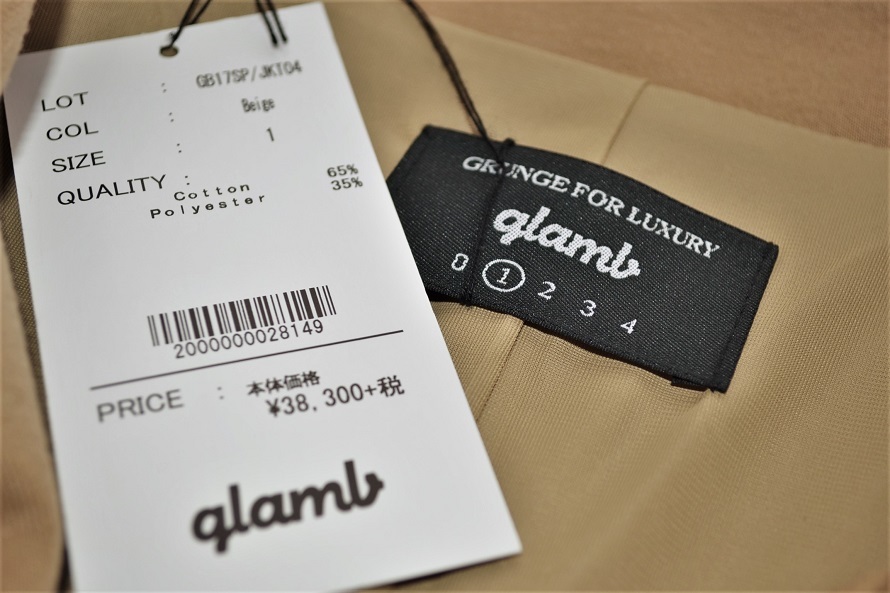 LOT : GB17SP/JKT04
COL : Beige
SIZE : 1
QUALITY :
Cotton 65%
Polyester 35%
2000000028149
PRICE : 本体価格
¥38,300+税
glamb
GRUNGE FOR LUXURY
glamb
0 1 2 3 4